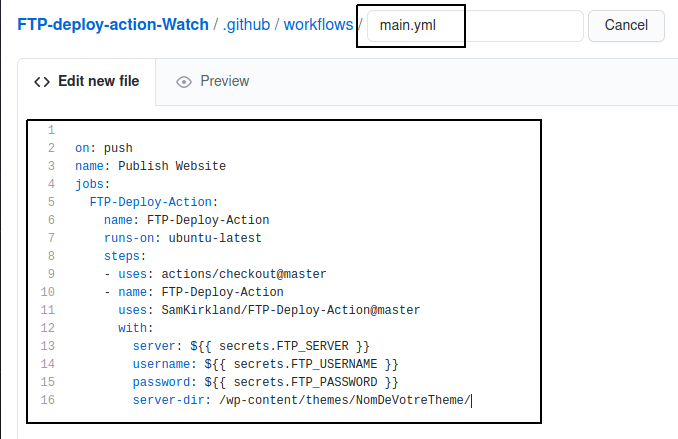 FTP-deploy-action-Watch / .github / workflows / main.yml Cancel
<> Edit new file Preview
1
2 on: push
3 name: Publish Website
4 jobs:
5   FTP-Deploy-Action:
6     name: FTP-Deploy-Action
7     runs-on: ubuntu-latest
8     steps:
9     - uses: actions/checkout@master
10     - name: FTP-Deploy-Action
11       uses: SamKirkland/FTP-Deploy-Action@master
12       with:
13         server: ${{ secrets.FTP_SERVER }}
14         username: ${{ secrets.FTP_USERNAME }}
15         password: ${{ secrets.FTP_PASSWORD }}
16         server-dir: /wp-content/themes/NomDeVotreTheme/